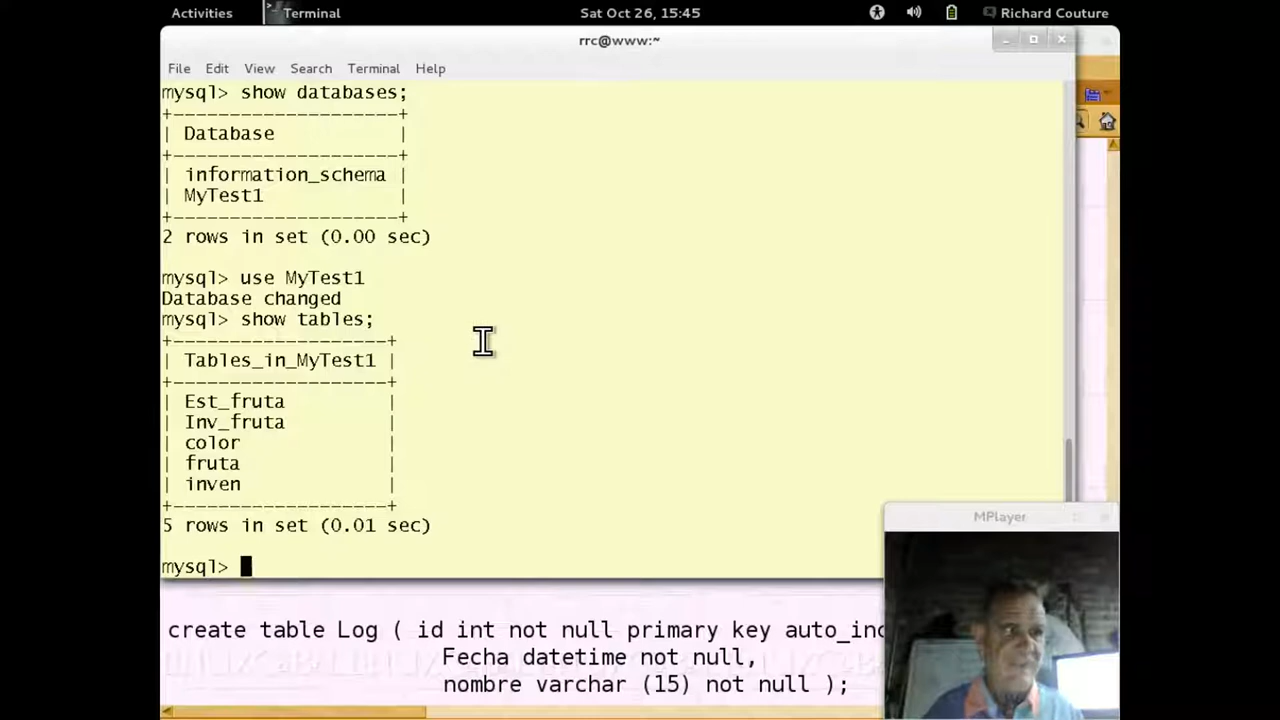 Activities Terminal Sat Oct 26, 15:45 Richard Couture
rrc@www:~
File Edit View Search Terminal Help
mysql> show databases;
+--------------------+
| Database           |
+--------------------+
| information_schema |
| MyTest1            |
+--------------------+
2 rows in set (0.00 sec)
mysql> use MyTest1
Database changed
mysql> show tables;
+-------------------+
| Tables_in_MyTest1 |
+-------------------+
| Est_fruta         |
| Inv_fruta         |
| color             |
| fruta             |
| inven             |
+-------------------+
5 rows in set (0.01 sec)
mysql>
MPlayer
create table Log ( id int not null primary key auto_inc
Fecha datetime not null,
nombre varchar (15) not null );